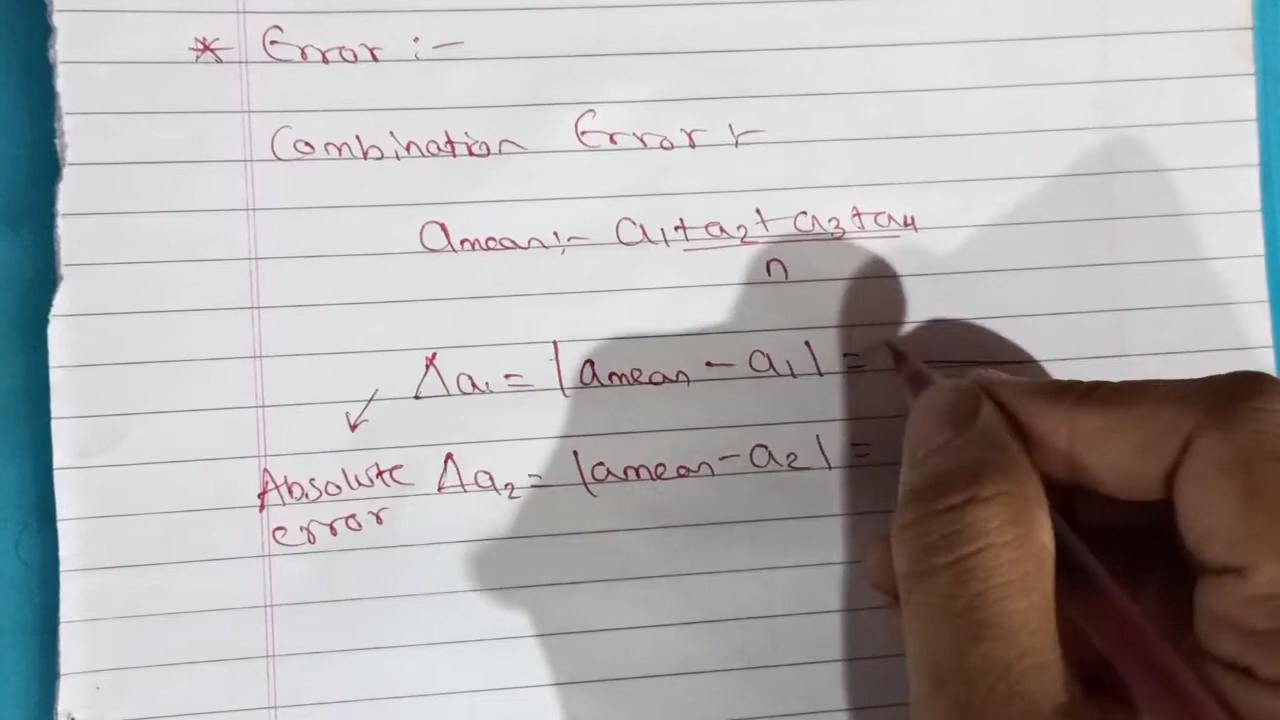 * Error :-
Combination Error :-
amean :- a1+a2+a3+a4
n
Δa1 = |amean - a1| =
Absolute Δa2 = |amean - a2| =
error